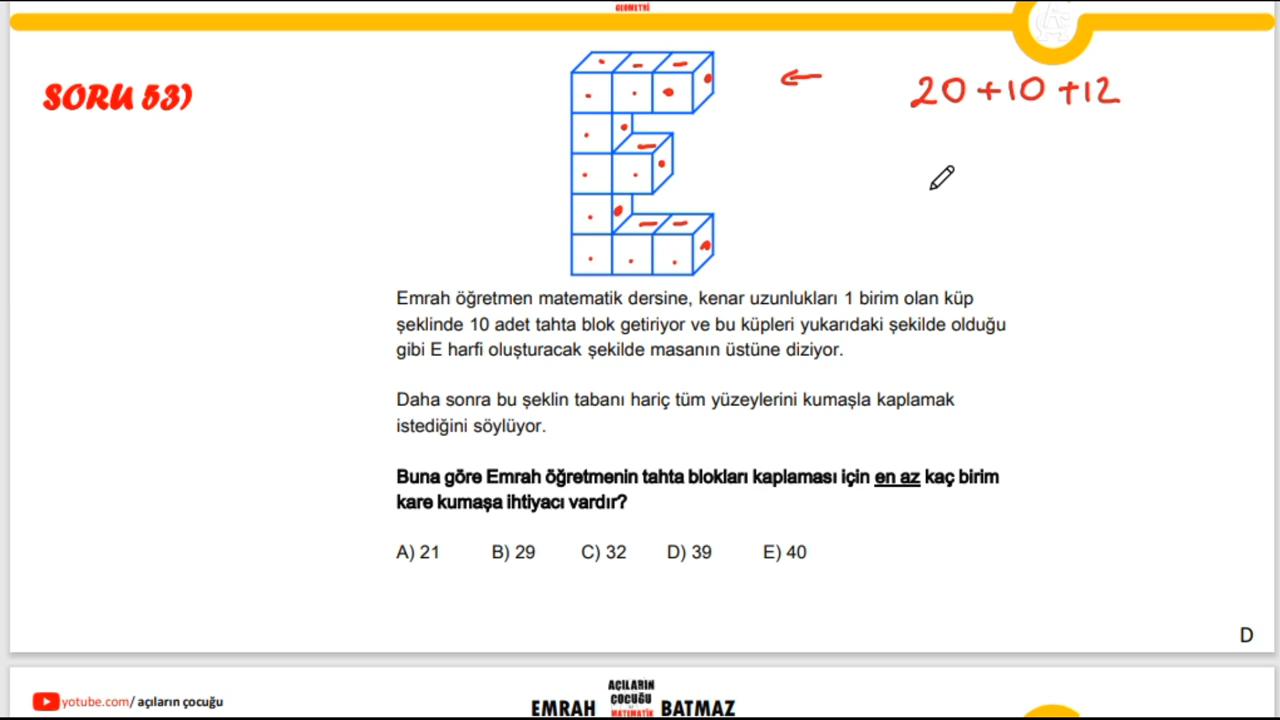 GEOMETRİ
SORU 53)
20 + 10 + 12
Emrah öğretmen matematik dersine, kenar uzunlukları 1 birim olan küp
şeklinde 10 adet tahta blok getiriyor ve bu küpleri yukarıdaki şekilde olduğu
gibi E harfi oluşturacak şekilde masanın üstüne diziyor.
Daha sonra bu şeklin tabanı hariç tüm yüzeylerini kumaşla kaplamak
istediğini söylüyor.
Buna göre Emrah öğretmenin tahta blokları kaplaması için en az kaç birim
kare kumaşa ihtiyacı vardır?
A) 21 B) 29 C) 32 D) 39 E) 40
D
yotube.com/ açıların çocuğu
EMRAH AÇILARIN ÇOCUĞU MATEMATİK BATMAZ